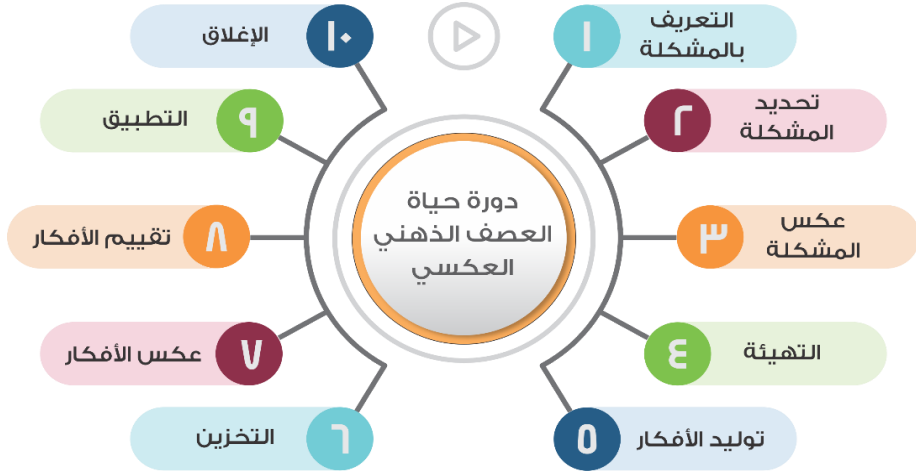 دورة حياة
العصف الذهني
العكسي
١
التعريف
بالمشكلة
٢
تحديد
المشكلة
٣
عكس
المشكلة
٤
التهيئة
٥
توليد الأفكار
٦
التخزين
٧
عكس الأفكار
٨
تقييم الأفكار
٩
التطبيق
١٠
الإغلاق